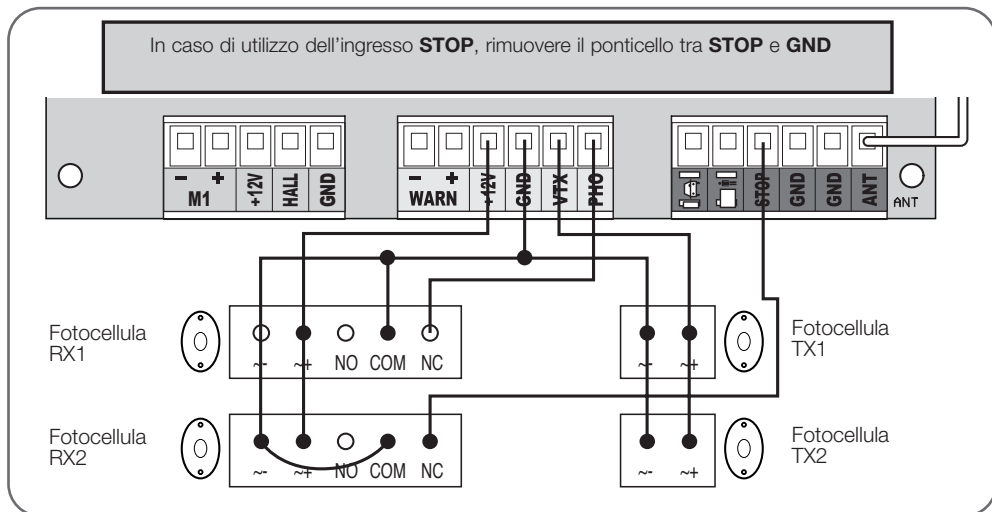 In caso di utilizzo dell'ingresso STOP, rimuovere il ponticello tra STOP e GND
- + +12V HALL GND
M1
- + +12V GND VTX PHO
WARN
STOP GND GND ANT
ANT
Fotocellula
RX1
~- ~+ NO COM NC
~- ~+
Fotocellula
TX1
Fotocellula
RX2
~- ~+ NO COM NC
~- ~+
Fotocellula
TX2